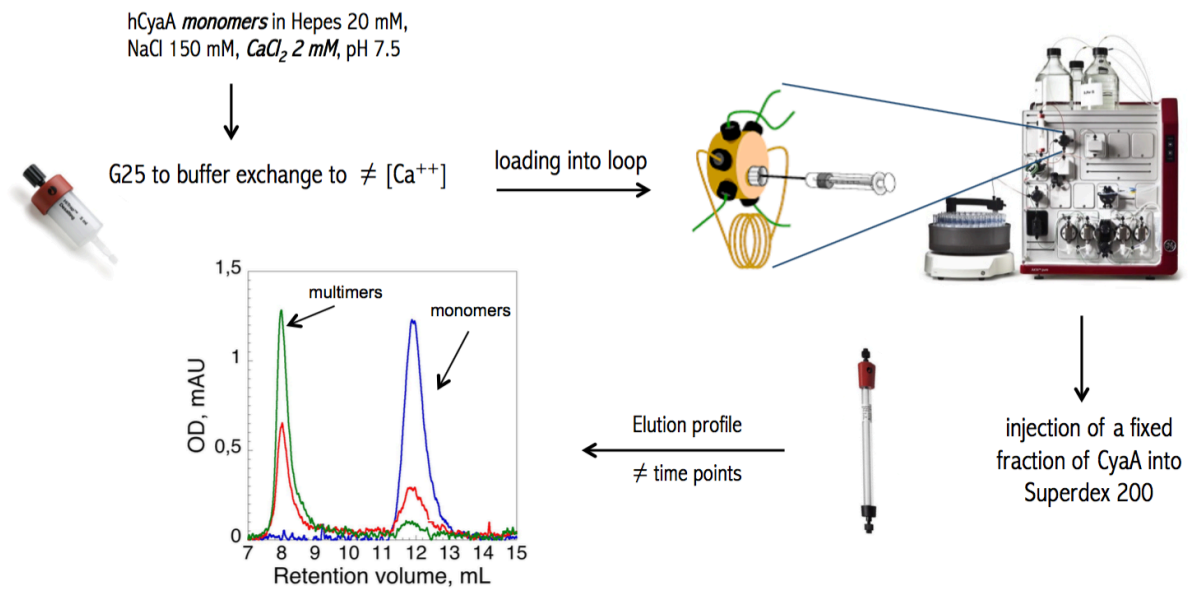 hCyaA monomers in Hepes 20 mM,
NaCl 150 mM, CaCl₂ 2 mM, pH 7.5
G25 to buffer exchange to ≠ [Ca⁺⁺]
loading into loop
injection of a fixed
fraction of CyaA into
Superdex 200
Elution profile
≠ time points
multimers
monomers
OD, mAU
1,5
1
0,5
0
7 8 9 10 11 12 13 14 15
Retention volume, mL